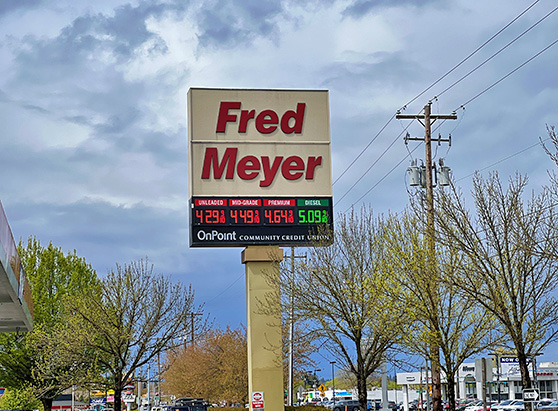 Fred
Meyer
UNLEADED MID-GRADE PREMIUM DIESEL
4.29 4.49 4.64 5.09
OnPoint COMMUNITY CREDIT UNION
NOW